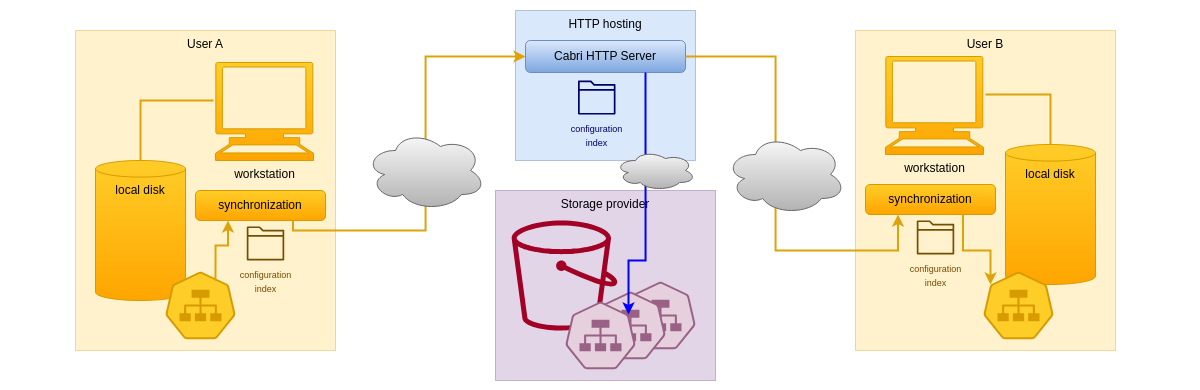 User A
workstation
local disk
synchronization
configuration
index
HTTP hosting
Cabri HTTP Server
configuration
index
Storage provider
User B
workstation
local disk
synchronization
configuration
index